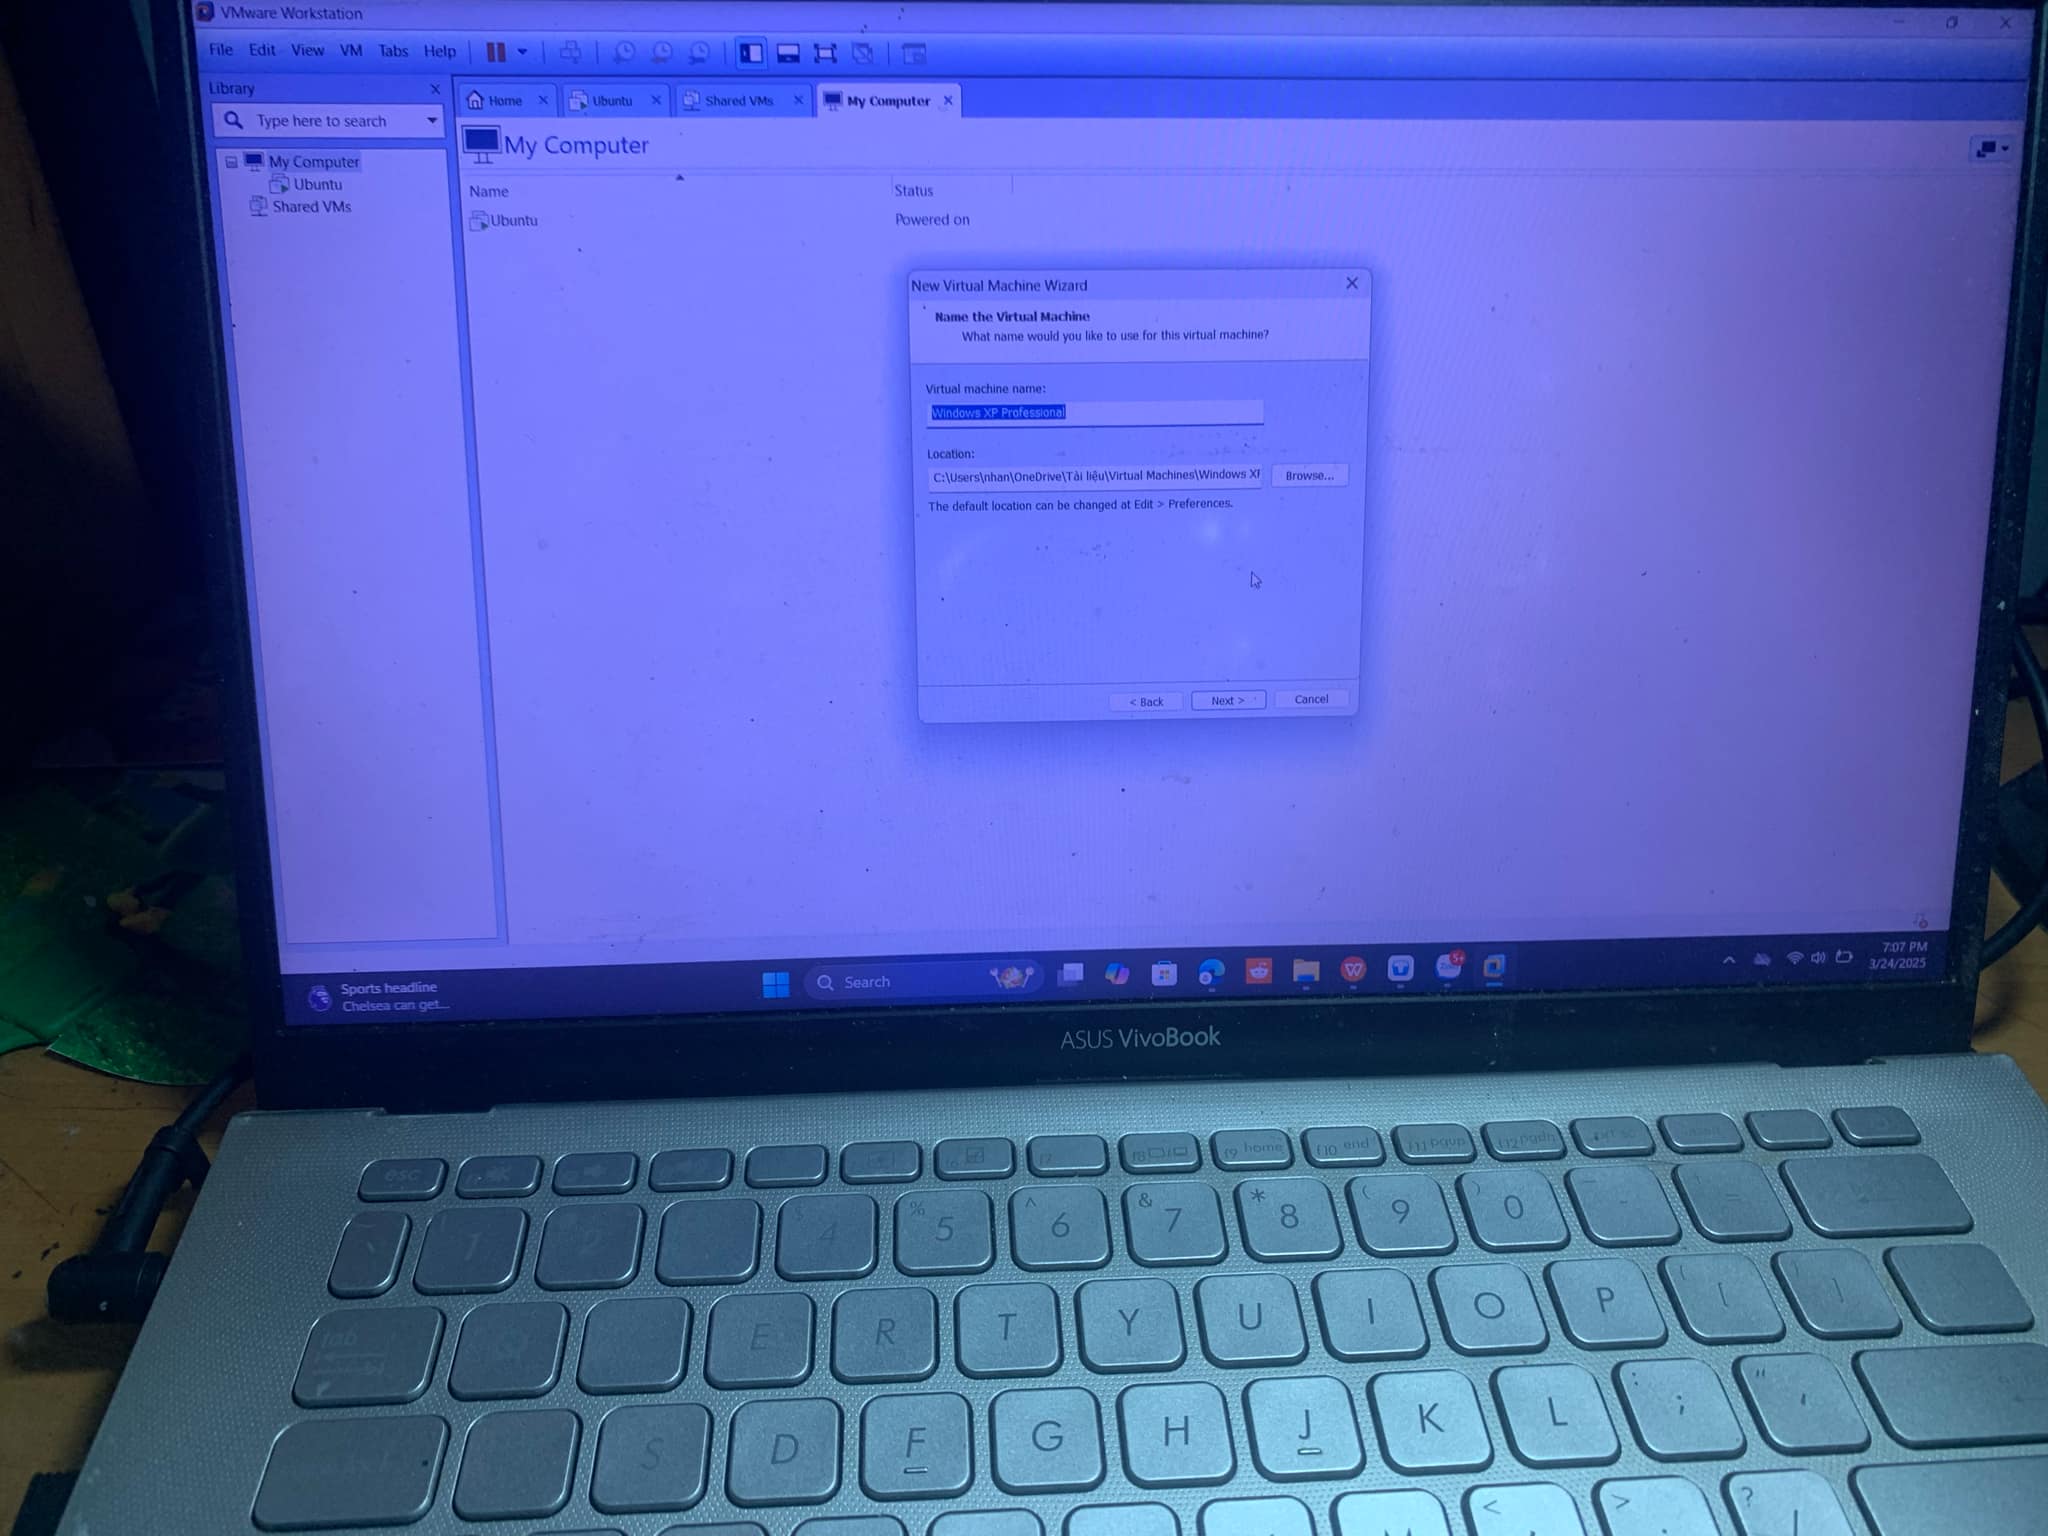 VMware Workstation
File Edit View VM Tabs Help
Library
Type here to search
My Computer
Ubuntu
Shared VMs
Home
Ubuntu
Shared VMs
My Computer
My Computer
Name
Status
Ubuntu
Powered on
New Virtual Machine Wizard
Name the Virtual Machine
What name would you like to use for this virtual machine?
Virtual machine name:
Windows XP Professional
Location:
C:\Users\nhan\OneDrive\Tài liệu\Virtual Machines\Windows XP
Browse...
The default location can be changed at Edit > Preferences.
< Back
Next >
Cancel
Sports headline
Chelsea can get...
Search
5+
7:07 PM
3/24/2025
ASUS VivoBook
esc
f8
f9 home
f10 end
f11 pgup
f12 pgdn
1 2 $ 4 % 5 ^ 6 & 7 * 8 ( 9 ) 0 - =
E R T Y U I O P [ ]
S D F G H J K L ; : " '
< , > . ? /